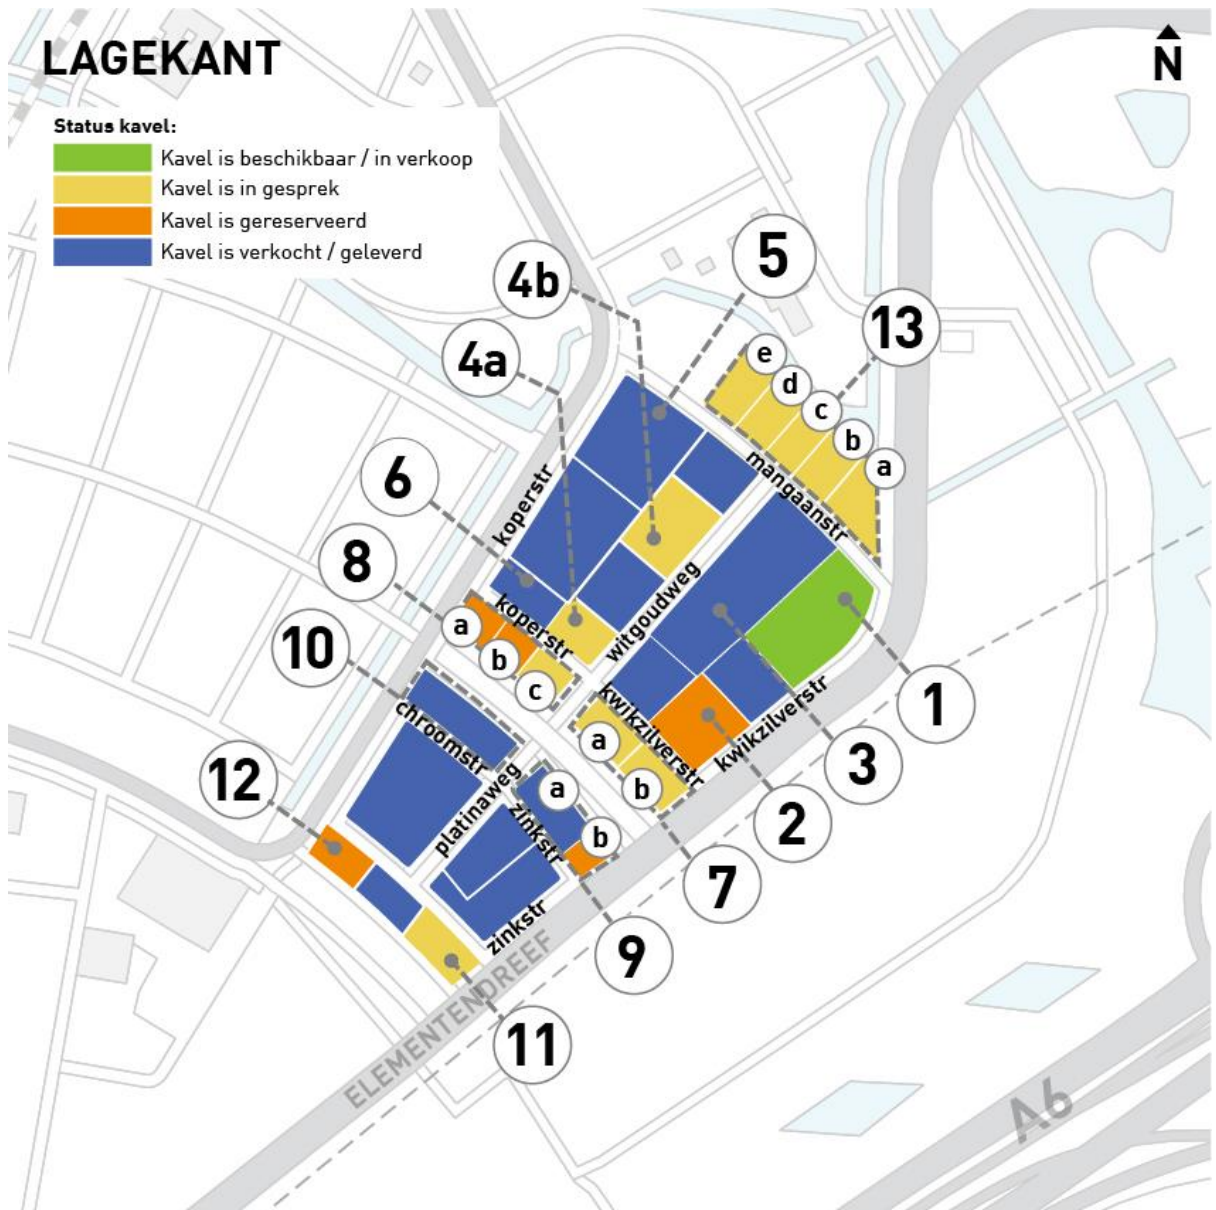 LAGEKANT
N
Status kavel:
Kavel is beschikbaar / in verkoop
Kavel is in gesprek
Kavel is gereserveerd
Kavel is verkocht / geleverd
5
4b
13
4a
e
d
c
b
a
6
koperstr
mangaanstr
8
witgoudweg
koperstr
a
b
c
10
1
kwikzilverstr
kwikzilverstr
chroomstr
a
b
3
12
platinaweg
a
zinkstr
b
2
7
zinkstr
9
11
ELEMENTENDREEF
A6